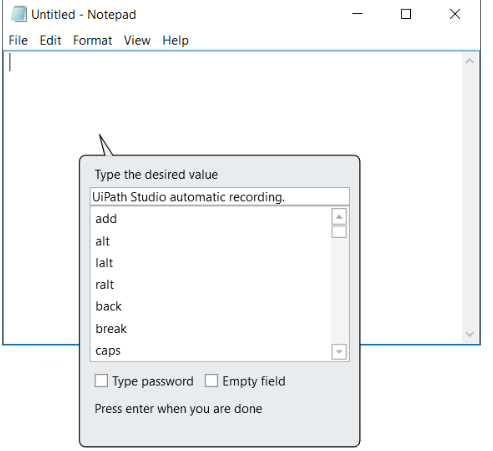 Untitled - Notepad
File Edit Format View Help
Type the desired value
UiPath Studio automatic recording.
add
alt
lalt
ralt
back
break
caps
Type password Empty field
Press enter when you are done